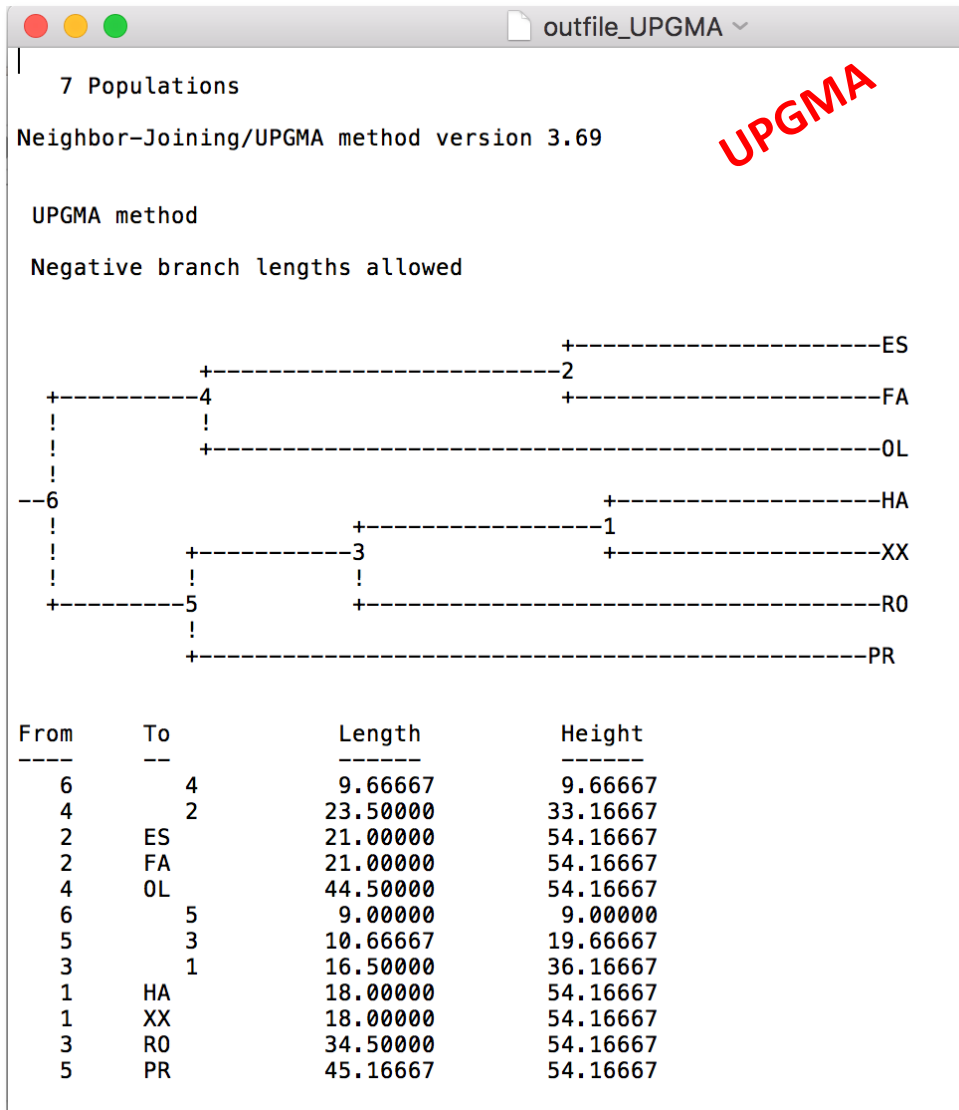 outfile_UPGMA
UPGMA
7 Populations
Neighbor-Joining/UPGMA method version 3.69
UPGMA method
Negative branch lengths allowed
                                        +----------------------ES
             +--------------------------2
  +----------4                          +----------------------FA
  !          !
  !          +-------------------------------------------------OL
  !
--6                                        +-------------------HA
  !                     +------------------1
  !         +-----------3                  +-------------------XX
  !         !           !
  +---------5           +--------------------------------------RO
            !
            +-------------------------------------------------PR
From     To            Length          Height
----     --            ------          ------
6 4 9.66667 9.66667
4 2 23.50000 33.16667
2 ES 21.00000 54.16667
2 FA 21.00000 54.16667
4 OL 44.50000 54.16667
6 5 9.00000 9.00000
5 3 10.66667 19.66667
3 1 16.50000 36.16667
1 HA 18.00000 54.16667
1 XX 18.00000 54.16667
3 RO 34.50000 54.16667
5 PR 45.16667 54.16667